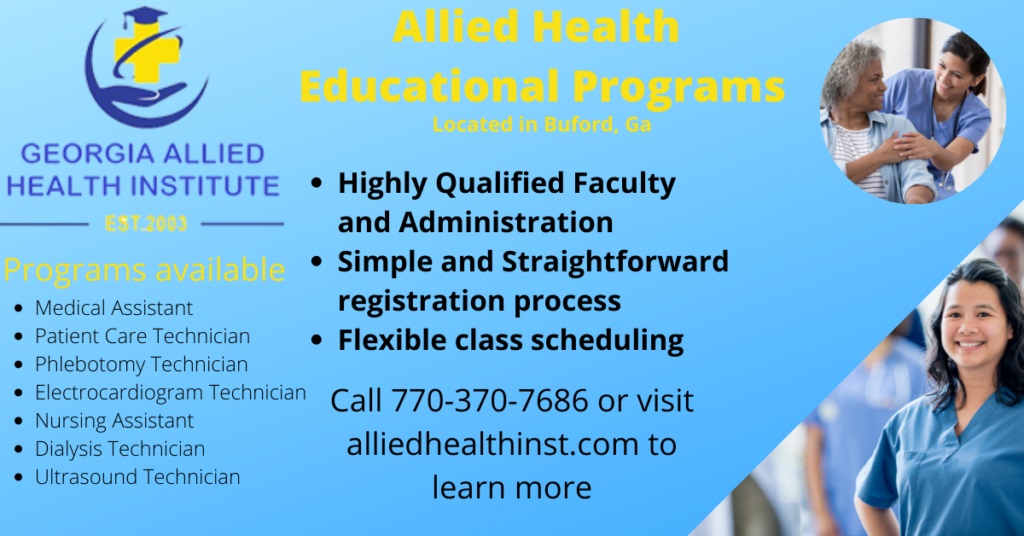 GEORGIA ALLIED
HEALTH INSTITUTE
EST.2003
Programs available
• Medical Assistant
• Patient Care Technician
• Phlebotomy Technician
• Electrocardiogram Technician
• Nursing Assistant
• Dialysis Technician
• Ultrasound Technician
Allied Health
Educational Programs
Located in Buford, Ga
• Highly Qualified Faculty
and Administration
• Simple and Straightforward
registration process
• Flexible class scheduling
Call 770-370-7686 or visit
alliedhealthinst.com to
learn more